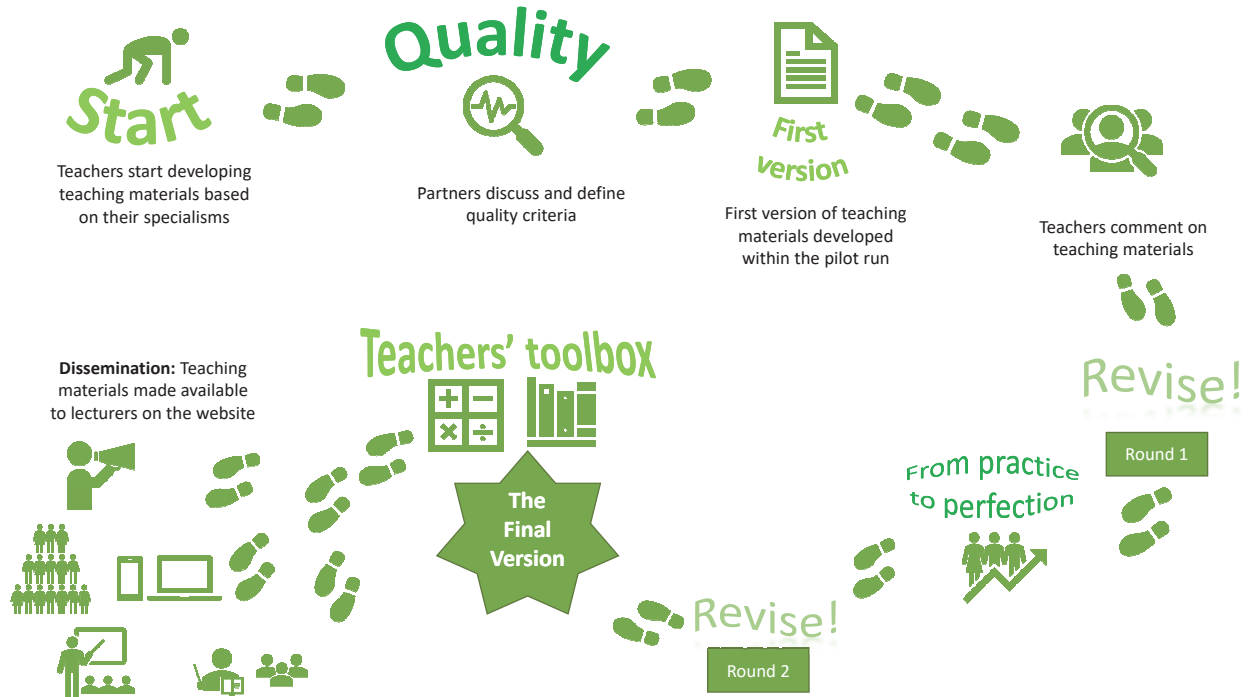 Start
Teachers start developing
teaching materials based
on their specialisms
Quality
Partners discuss and define
quality criteria
First
version
First version of teaching
materials developed
within the pilot run
Teachers comment on
teaching materials
Revise!
Round 1
From practice
to perfection
Revise!
Round 2
The
Final
Version
Teachers’ toolbox
Dissemination: Teaching
materials made available
to lecturers on the website